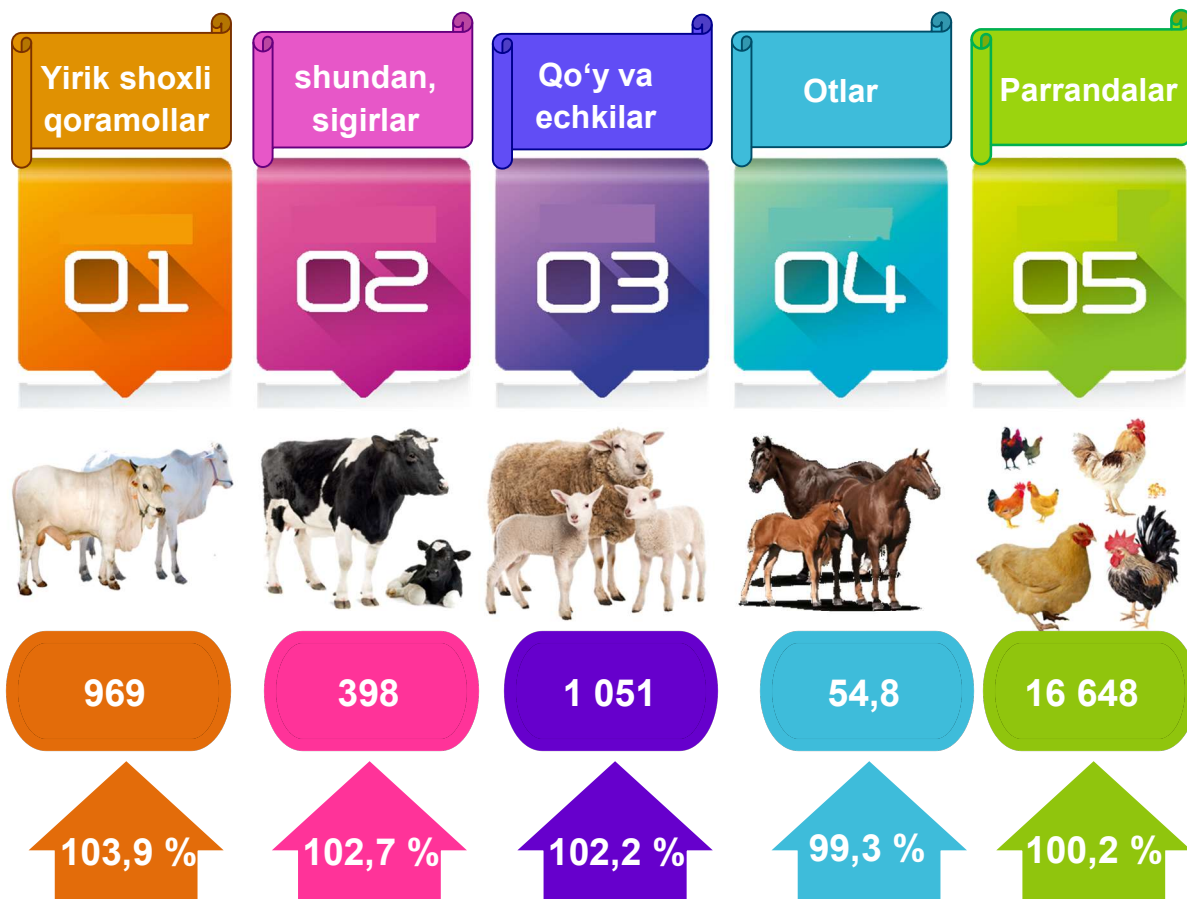 Yirik shoxli
qoramollar
shundan,
sigirlar
Qo‘y va
echkilar
Otlar
Parrandalar
01
02
03
04
05
969
398
1 051
54,8
16 648
103,9 %
102,7 %
102,2 %
99,3 %
100,2 %